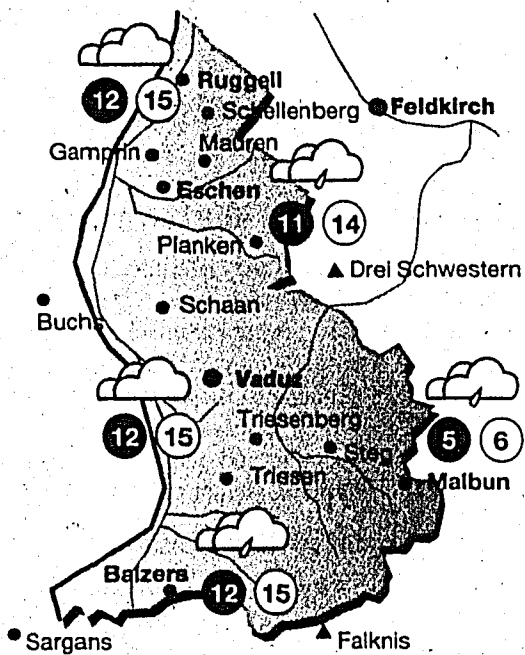 12 15
Ruggell
Schellenberg
Feldkirch
Gamprin
Mauren
Eschen
11 14
Planken
Drei Schwestern
Buchs
Schaan
Vaduz
12 15
Triesenberg
5 6
Steg
Triesen
Malbun
Balzers
12 15
Sargans
Falknis